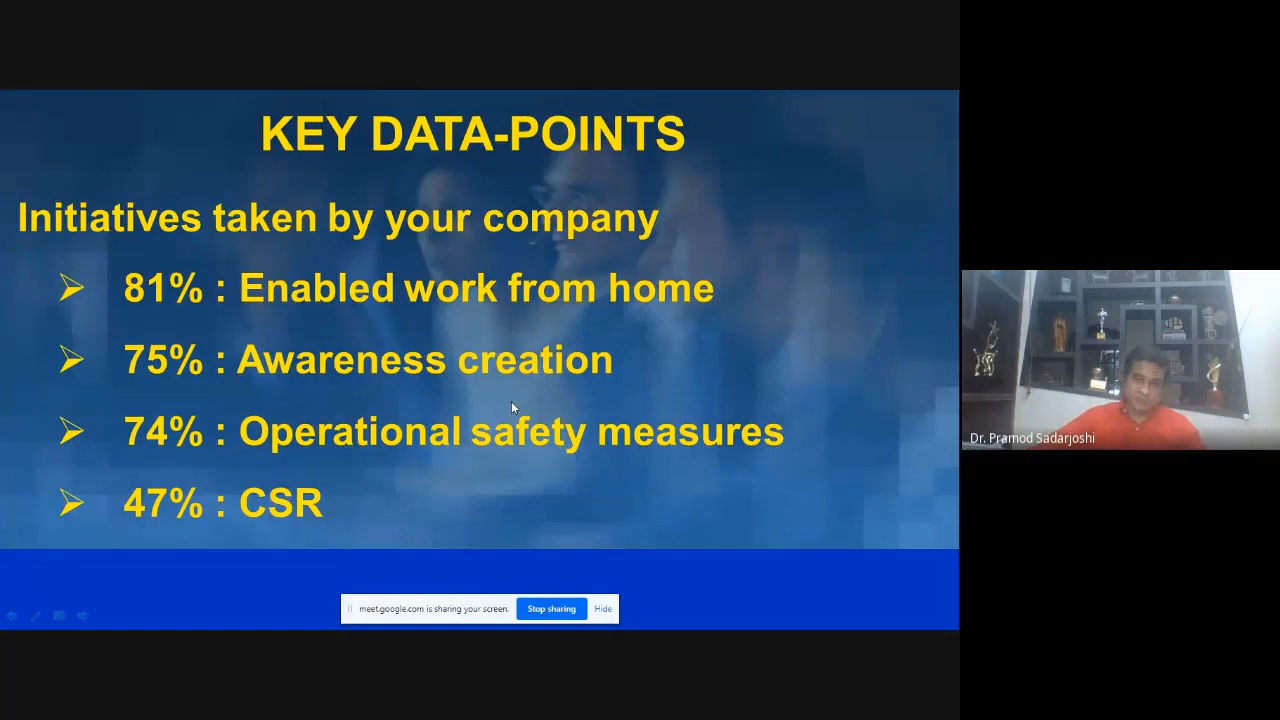 KEY DATA-POINTS
Initiatives taken by your company
81% : Enabled work from home
75% : Awareness creation
74% : Operational safety measures
47% : CSR
meet.google.com is sharing your screen.
Stop sharing
Hide
Dr. Pramod Sadarjoshi